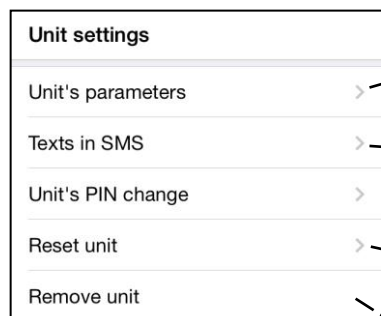 Unit settings
Unit's parameters
Texts in SMS
Unit's PIN change
Reset unit
Remove unit